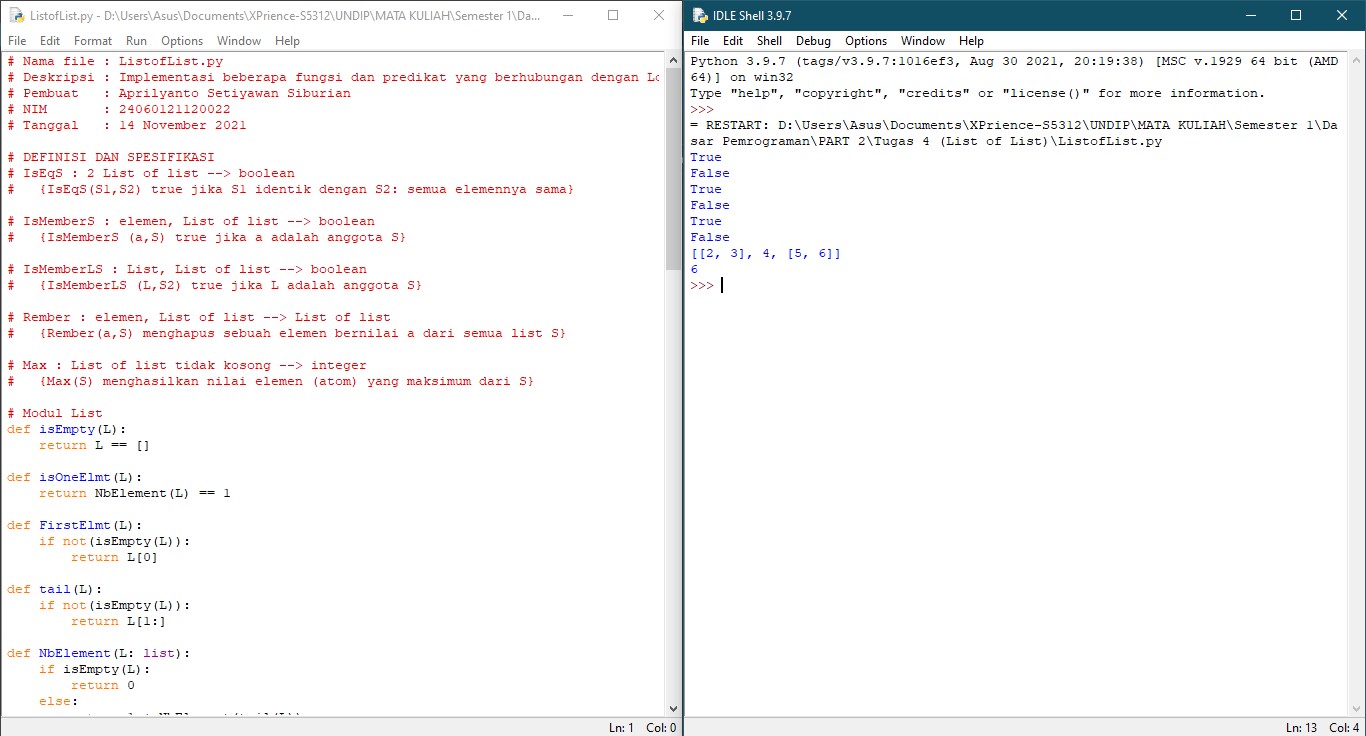 ListofList.py - D:\Users\Asus\Documents\XPrience-S5312\UNDIP\MATA KULIAH\Semester 1\Da...
File Edit Format Run Options Window Help
# Nama file : ListofList.py
# Deskripsi : Implementasi beberapa fungsi dan predikat yang berhubungan dengan
# Pembuat   : Aprilyanto Setiyawan Siburian
# NIM       : 24060121120022
# Tanggal   : 14 November 2021
# DEFINISI DAN SPESIFIKASI
# IsEqS : 2 List of list --> boolean
#   {IsEqS(S1,S2) true jika S1 identik dengan S2: semua elemennya sama}
# IsMemberS : elemen, List of list --> boolean
#   {IsMemberS (a,S) true jika a adalah anggota S}
# IsMemberLS : List, List of list --> boolean
#   {IsMemberLS (L,S2) true jika L adalah anggota S}
# Rember : elemen, List of list --> List of list
#   {Rember(a,S) menghapus sebuah elemen bernilai a dari semua list S}
# Max : List of list tidak kosong --> integer
#   {Max(S) menghasilkan nilai elemen (atom) yang maksimum dari S}
# Modul List
def isEmpty(L):
    return L == []
def isOneElmt(L):
    return NbElement(L) == 1
def FirstElmt(L):
    if not(isEmpty(L)):
        return L[0]
def tail(L):
    if not(isEmpty(L)):
        return L[1:]
def NbElement(L: list):
    if isEmpty(L):
        return 0
    else:
Ln: 1 Col: 0
IDLE Shell 3.9.7
File Edit Shell Debug Options Window Help
Python 3.9.7 (tags/v3.9.7:1016ef3, Aug 30 2021, 20:19:38) [MSC v.1929 64 bit (AMD
64)] on win32
Type "help", "copyright", "credits" or "license()" for more information.
>>>
= RESTART: D:\Users\Asus\Documents\XPrience-S5312\UNDIP\MATA KULIAH\Semester 1\Da
sar Pemrograman\PART 2\Tugas 4 (List of List)\ListofList.py
True
False
True
False
True
False
[[2, 3], 4, [5, 6]]
6
>>>
Ln: 13 Col: 4